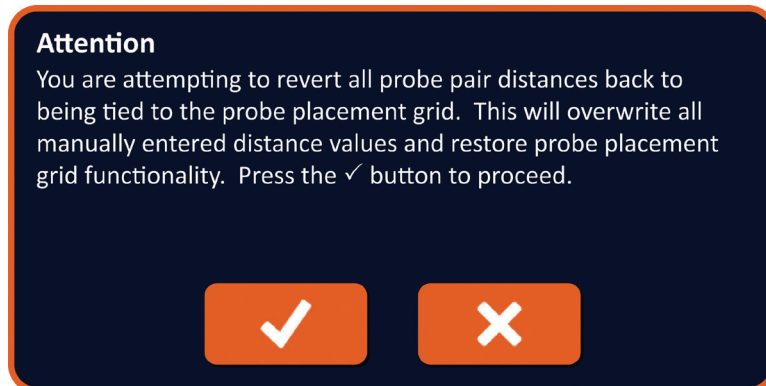 Attention
You are attempting to revert all probe pair distances back to
being tied to the probe placement grid.  This will overwrite all
manually entered distance values and restore probe placement
grid functionality.  Press the ✓ button to proceed.